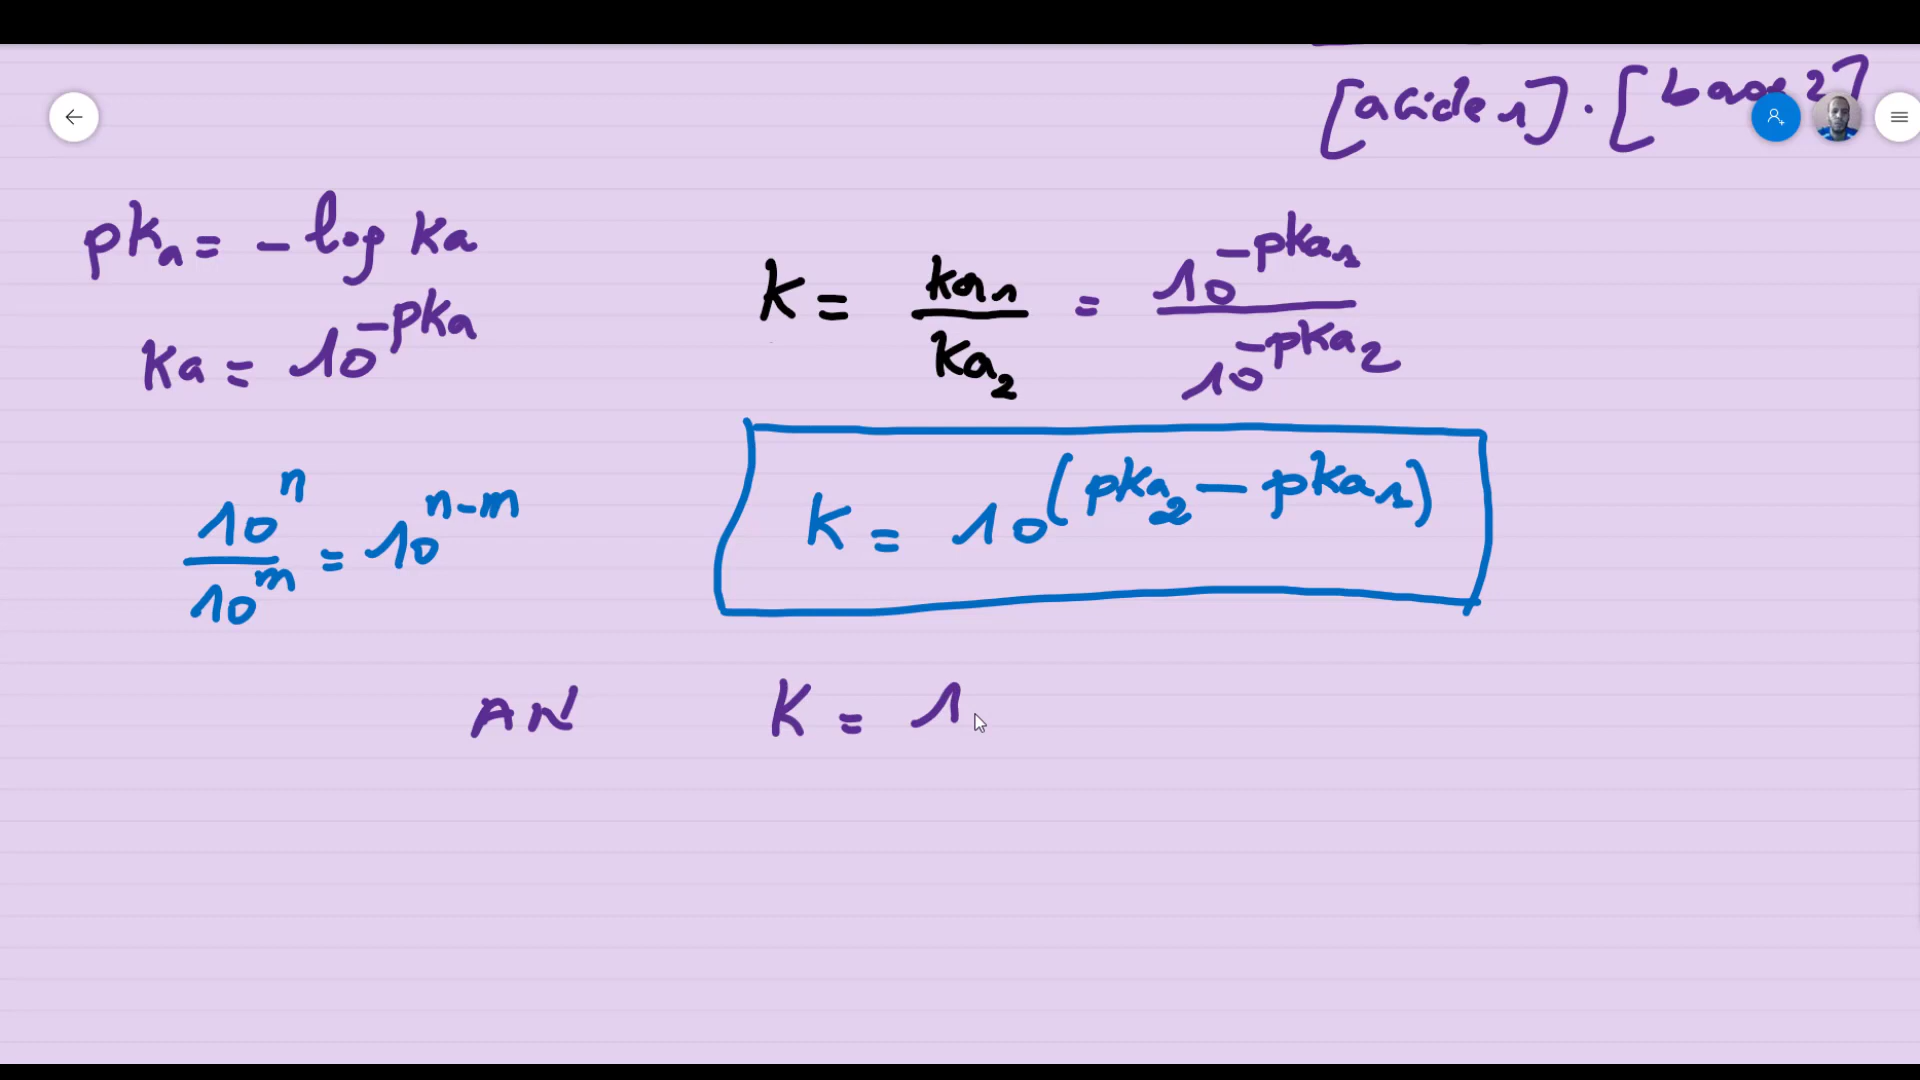 [acide 1] . [base 2]
pka = - log ka
ka = 10^-pka
K = ka1 / ka2 = 10^-pka1 / 10^-pka2
10^n / 10^m = 10^n-m
K = 10^(pka2 - pka1)
AN K = 1